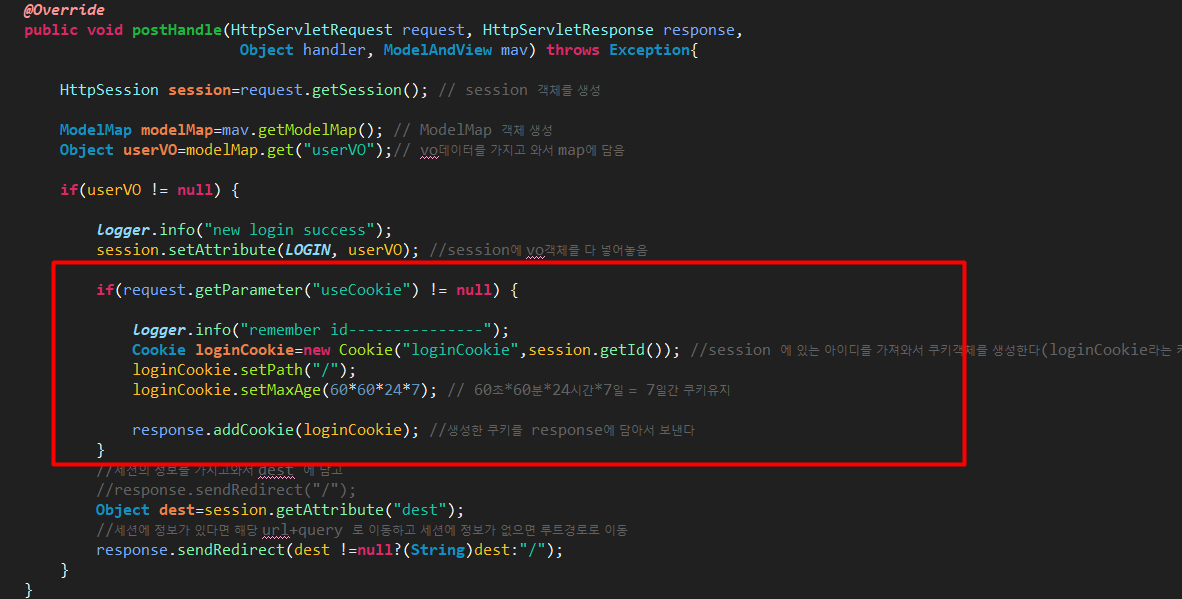 @Override
public void postHandle(HttpServletRequest request, HttpServletResponse response,
Object handler, ModelAndView mav) throws Exception{
HttpSession session=request.getSession(); // session 객체를 생성
ModelMap modelMap=mav.getModelMap(); // ModelMap 객체 생성
Object userVO=modelMap.get("userVO");// vo데이터를 가지고 와서 map에 담음
if(userVO != null) {
logger.info("new login success");
session.setAttribute(LOGIN, userVO); //session에 vo객체를 다 넣어놓음
if(request.getParameter("useCookie") != null) {
logger.info("remember id---------------");
Cookie loginCookie=new Cookie("loginCookie",session.getId()); //session 에 있는 아이디를 가져와서 쿠키객체를 생성한다(loginCookie라는
loginCookie.setPath("/");
loginCookie.setMaxAge(60*60*24*7); // 60초*60분*24시간*7일 = 7일간 쿠키유지
response.addCookie(loginCookie); //생성한 쿠키를 response에 담아서 보낸다
}
//세션의 정보를 가지고와서 dest 에 담고
//response.sendRedirect("/");
Object dest=session.getAttribute("dest");
//세션에 정보가 있다면 해당 url+query 로 이동하고 세션에 정보가 없으면 루트경로로 이동
response.sendRedirect(dest !=null?(String)dest:"/");
}
}